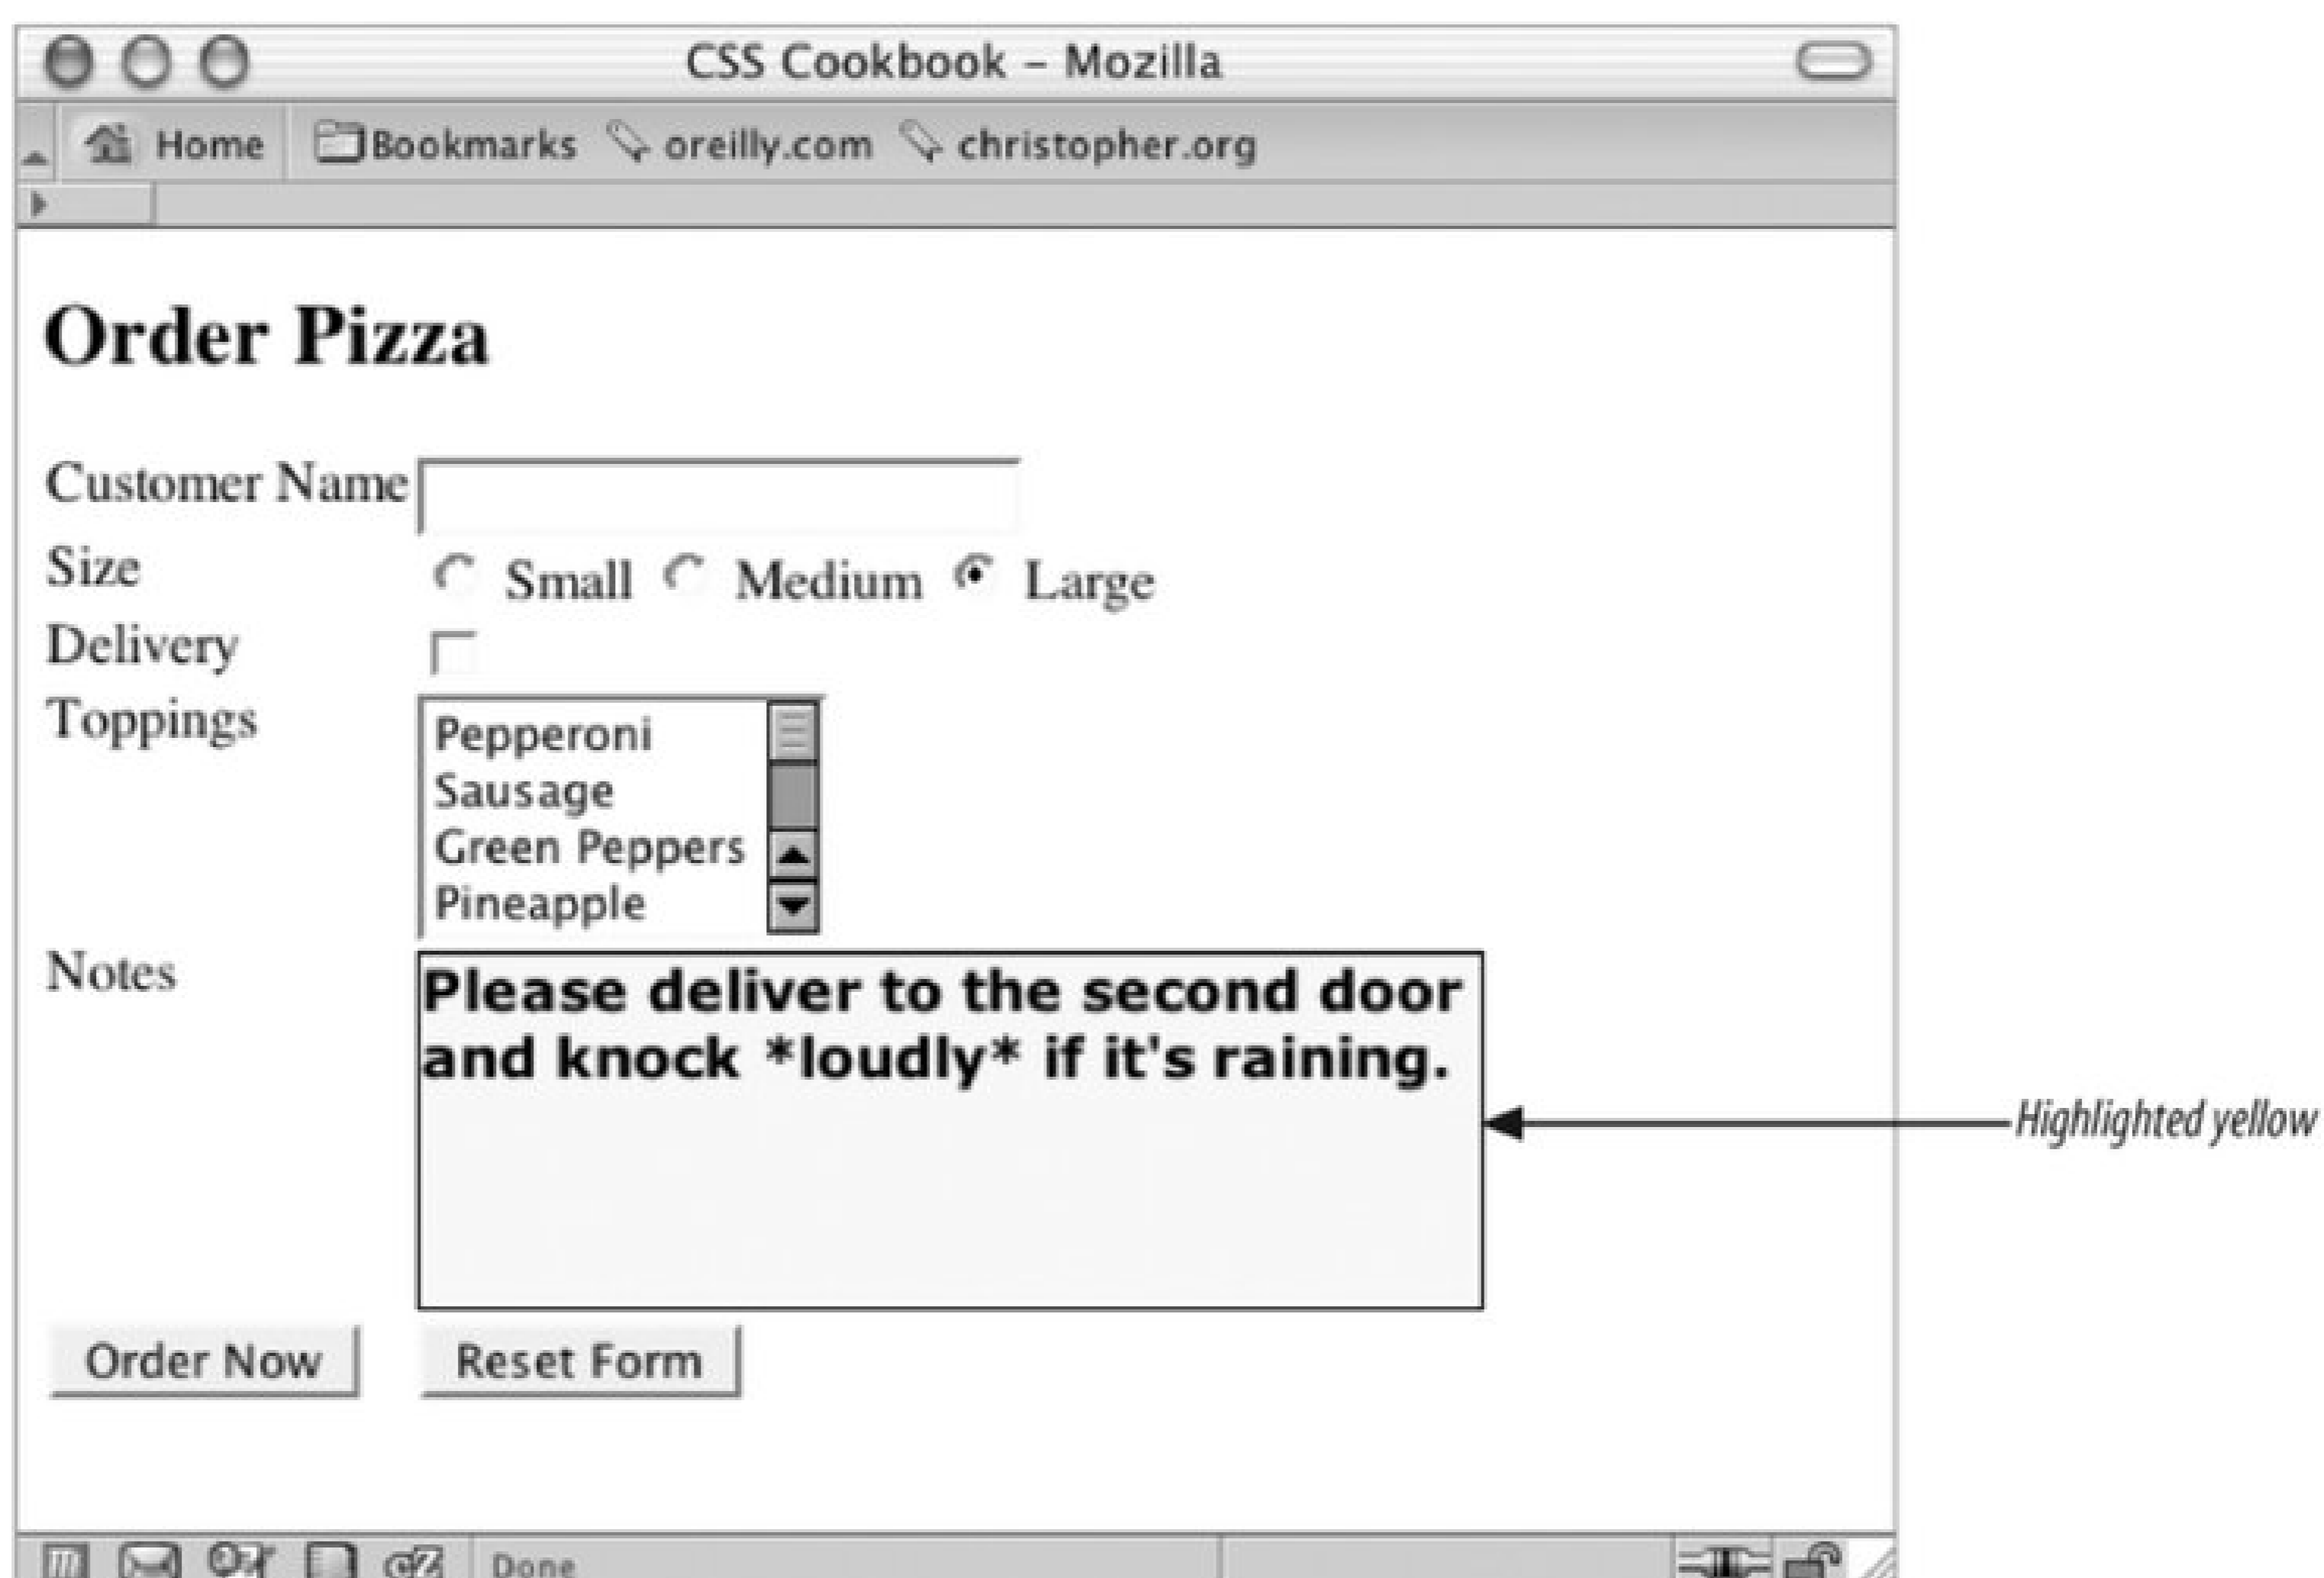 CSS Cookbook – Mozilla
Home Bookmarks oreilly.com christopher.org
Order Pizza
Customer Name
Size Small Medium Large
Delivery
Toppings Pepperoni
Sausage
Green Peppers
Pineapple
Notes Please deliver to the second door
and knock *loudly* if it's raining.
Highlighted yellow
Order Now Reset Form
Done